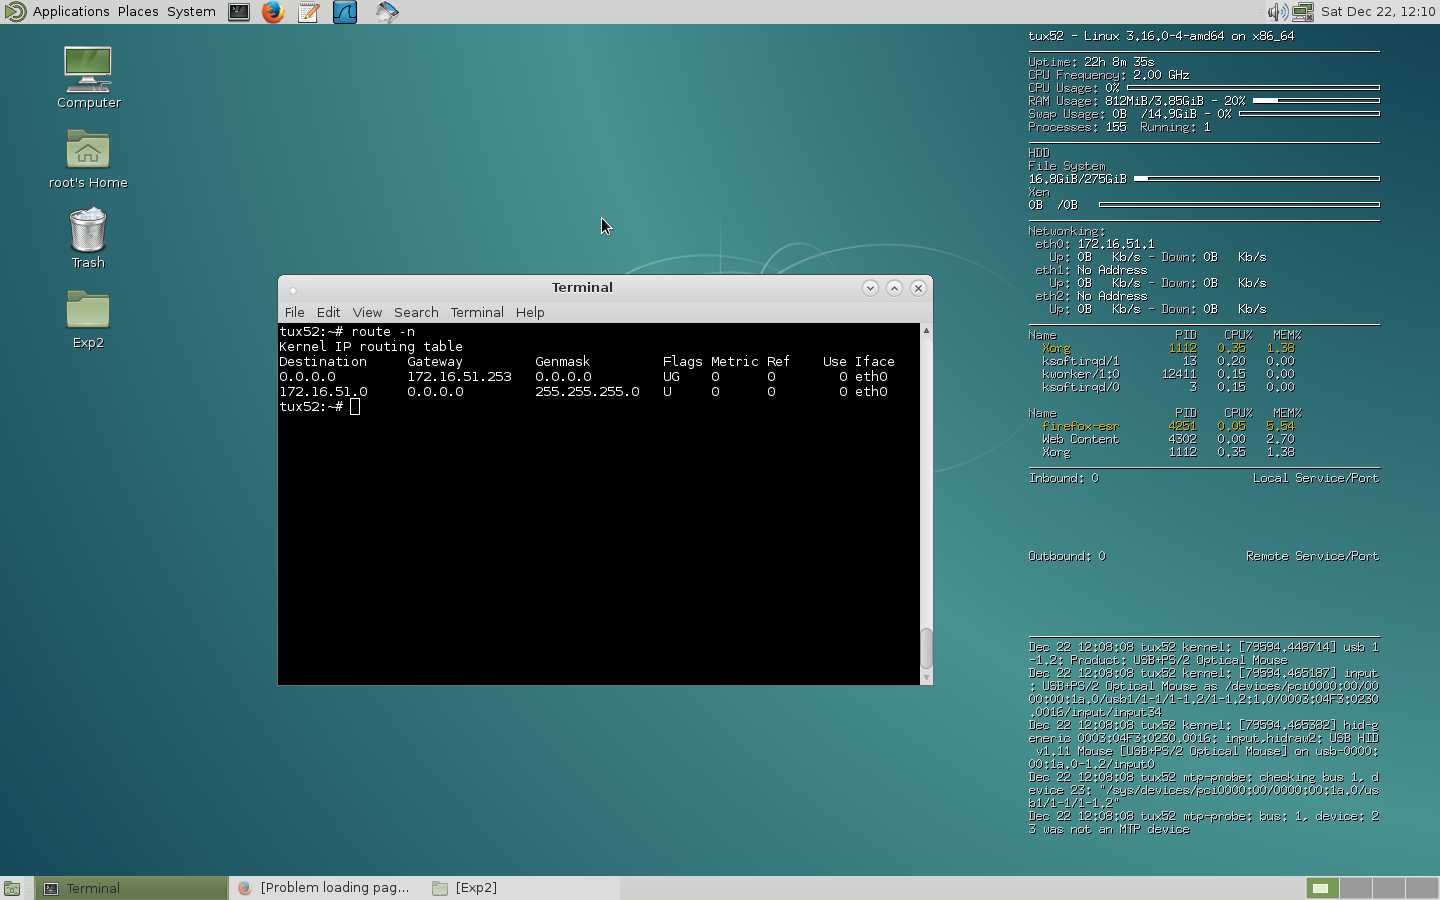 Applications Places System
Sat Dec 22, 12:10
Computer
root's Home
Trash
Exp2
Terminal
File Edit View Search Terminal Help
tux52:~# route -n
Kernel IP routing table
Destination Gateway Genmask Flags Metric Ref Use Iface
0.0.0.0 172.16.51.253 0.0.0.0 UG 0 0 0 eth0
172.16.51.0 0.0.0.0 255.255.255.0 U 0 0 0 eth0
tux52:~#
tux52 - Linux 3.16.0-4-amd64 on x86_64
Uptime: 22h 8m 35s
CPU Frequency: 2.00 GHz
CPU Usage: 0%
RAM Usage: 812MiB/3.85GiB - 20%
Swap Usage: 0B /14.9GiB - 0%
Processes: 155 Running: 1
HDD
File System
16.8GiB/275GiB
Xen
0B /0B
Networking:
eth0: 172.16.51.1
Up: 0B Kb/s - Down: 0B Kb/s
eth1: No Address
Up: 0B Kb/s - Down: 0B Kb/s
eth2: No Address
Up: 0B Kb/s - Down: 0B Kb/s
Name PID CPU% MEM%
Xorg 1112 0.35 1.38
ksoftirqd/1 13 0.20 0.00
kworker/1:0 12411 0.15 0.00
ksoftirqd/0 3 0.15 0.00
Name PID CPU% MEM%
firefox-esr 4251 0.05 5.54
Web Content 4302 0.00 2.70
Xorg 1112 0.35 1.38
Inbound: 0 Local Service/Port
Outbound: 0 Remote Service/Port
Dec 22 12:08:08 tux52 kernel: [79594.448714] usb 1
-1.2: Product: USB+PS/2 Optical Mouse
Dec 22 12:08:08 tux52 kernel: [79594.465187] input
: USB+PS/2 Optical Mouse as /devices/pci0000:00/00
00:00:1a.0/usb1/1-1/1-1.2/1-1.2:1.0/0003:04F3:0230
.0016/input/input34
Dec 22 12:08:08 tux52 kernel: [79594.465382] hid-g
eneric 0003:04F3:0230.0016: input,hidraw2: USB HID
v1.11 Mouse [USB+PS/2 Optical Mouse] on usb-0000:
00:1a.0-1.2/input0
Dec 22 12:08:08 tux52 mtp-probe: checking bus 1, d
evice 23: "/sys/devices/pci0000:00/0000:00:1a.0/us
b1/1-1/1-1.2"
Dec 22 12:08:08 tux52 mtp-probe: bus: 1, device: 2
3 was not an MTP device
Terminal
[Problem loading pag...
[Exp2]